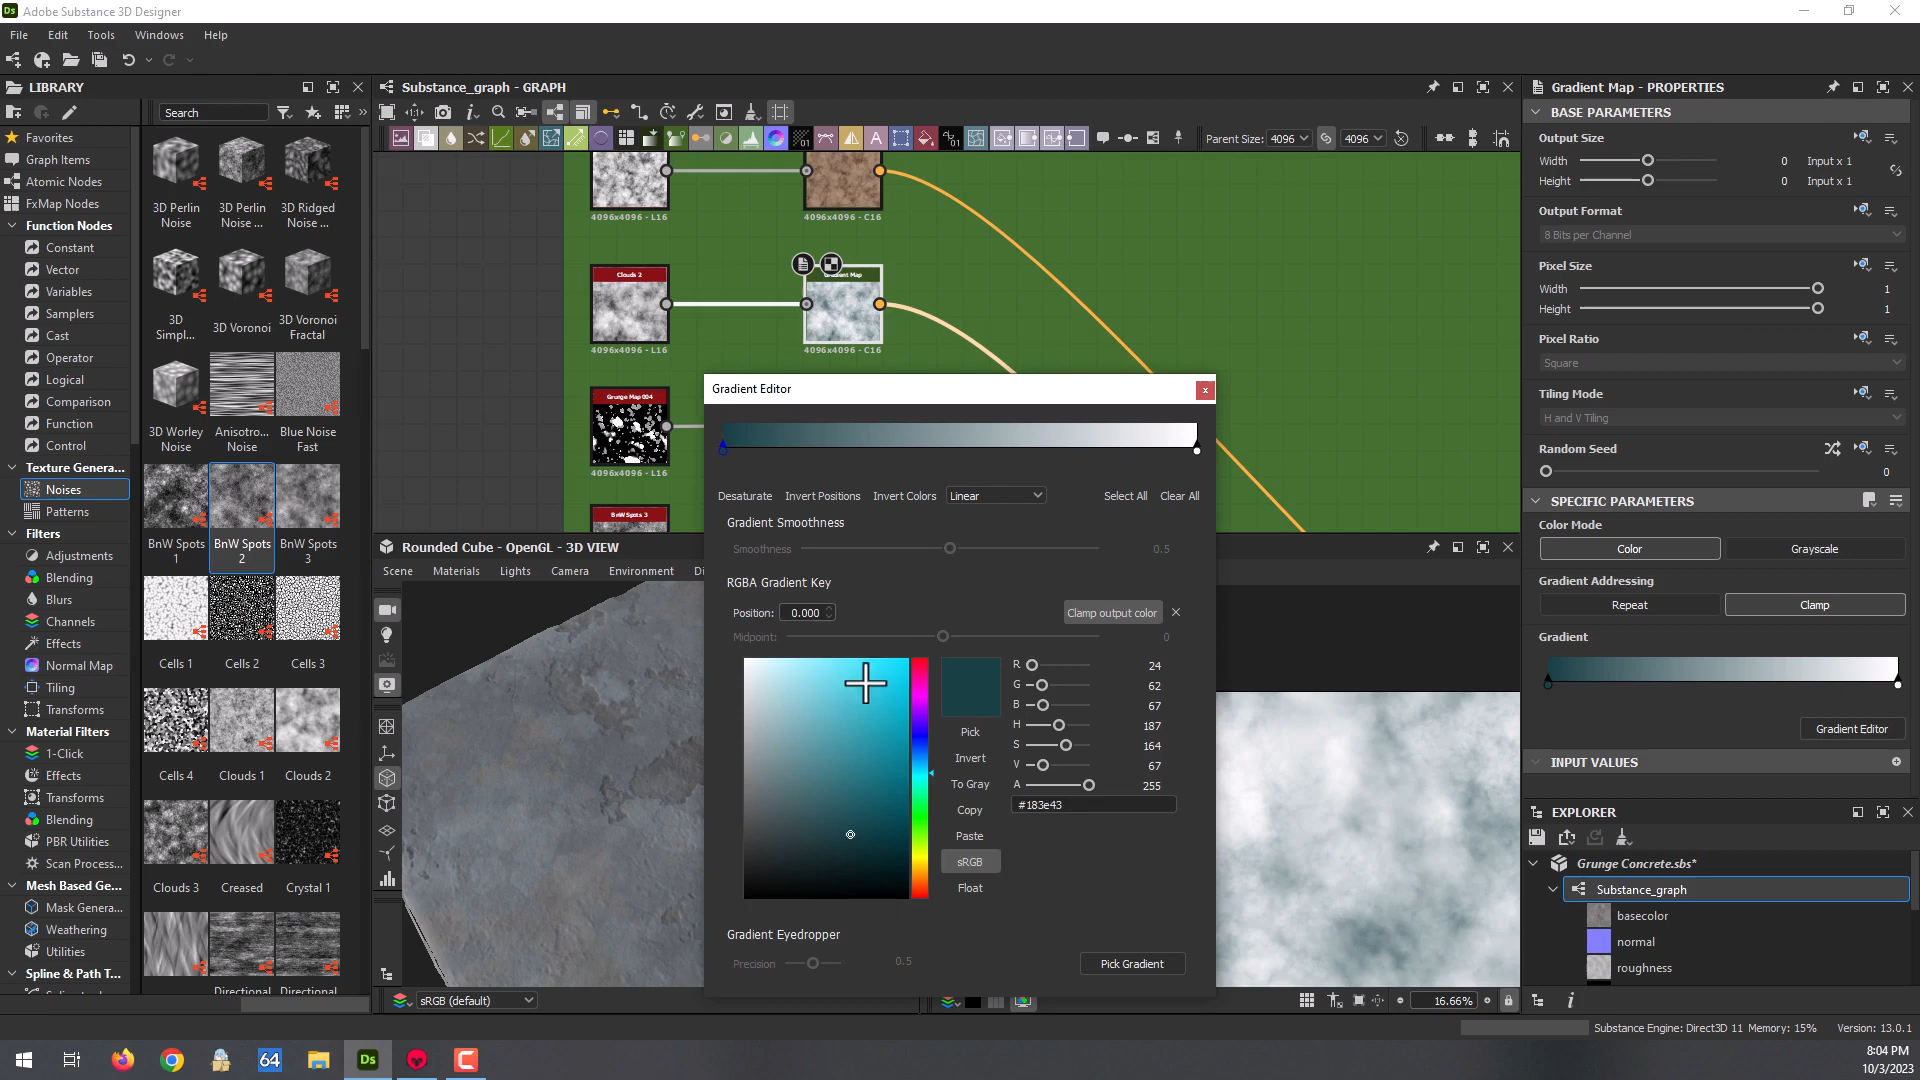 Ds Adobe Substance 3D Designer
File Edit Tools Windows Help
LIBRARY
Search
Favorites
Graph Items
Atomic Nodes
FxMap Nodes
Function Nodes
Constant
Vector
Variables
Samplers
Cast
Operator
Logical
Comparison
Function
Control
Texture Genera...
Noises
Patterns
Filters
Adjustments
Blending
Blurs
Channels
Effects
Normal Map
Tiling
Transforms
Material Filters
1-Click
Effects
Transforms
Blending
PBR Utilities
Scan Process...
Mesh Based Ge...
Mask Genera...
Weathering
Utilities
Spline & Path T...
3D Perlin Noise
3D Perlin Noise ...
3D Ridged Noise ...
3D Simpl...
3D Voronoi
3D Voronoi Fractal
3D Worley Noise
Anisotro... Noise
Blue Noise Fast
BnW Spots 1
BnW Spots 2
BnW Spots 3
Cells 1
Cells 2
Cells 3
Cells 4
Clouds 1
Clouds 2
Clouds 3
Creased
Crystal 1
Directional
Directional
Substance_graph - GRAPH
Parent Size: 4096 4096
4096x4096 - L16
4096x4096 - C16
Clouds 2
4096x4096 - L16
Gradient Map
4096x4096 - C16
Grunge Map 004
4096x4096 - L16
BnW Spots 3
Rounded Cube - OpenGL - 3D VIEW
Scene Materials Lights Camera Environment Di
sRGB (default)
Gradient Editor
x
Desaturate Invert Positions Invert Colors Linear Select All Clear All
Gradient Smoothness
Smoothness 0.5
RGBA Gradient Key
Position: 0.000 Clamp output color
Midpoint: 0
R 24
G 62
B 67
H 187
S 164
V 67
A 255
#183e43
Pick
Invert
To Gray
Copy
Paste
sRGB
Float
Gradient Eyedropper
Precision 0.5 Pick Gradient
16.66%
Gradient Map - PROPERTIES
BASE PARAMETERS
Output Size
Width 0 Input x 1
Height 0 Input x 1
Output Format
8 Bits per Channel
Pixel Size
Width 1
Height 1
Pixel Ratio
Square
Tiling Mode
H and V Tiling
Random Seed
0
SPECIFIC PARAMETERS
Color Mode
Color Grayscale
Gradient Addressing
Repeat Clamp
Gradient
Gradient Editor
INPUT VALUES
EXPLORER
Grunge Concrete.sbs*
Substance_graph
basecolor
normal
roughness
Substance Engine: Direct3D 11 Memory: 15% Version: 13.0.1
64
Ds
8:04 PM
10/3/2023